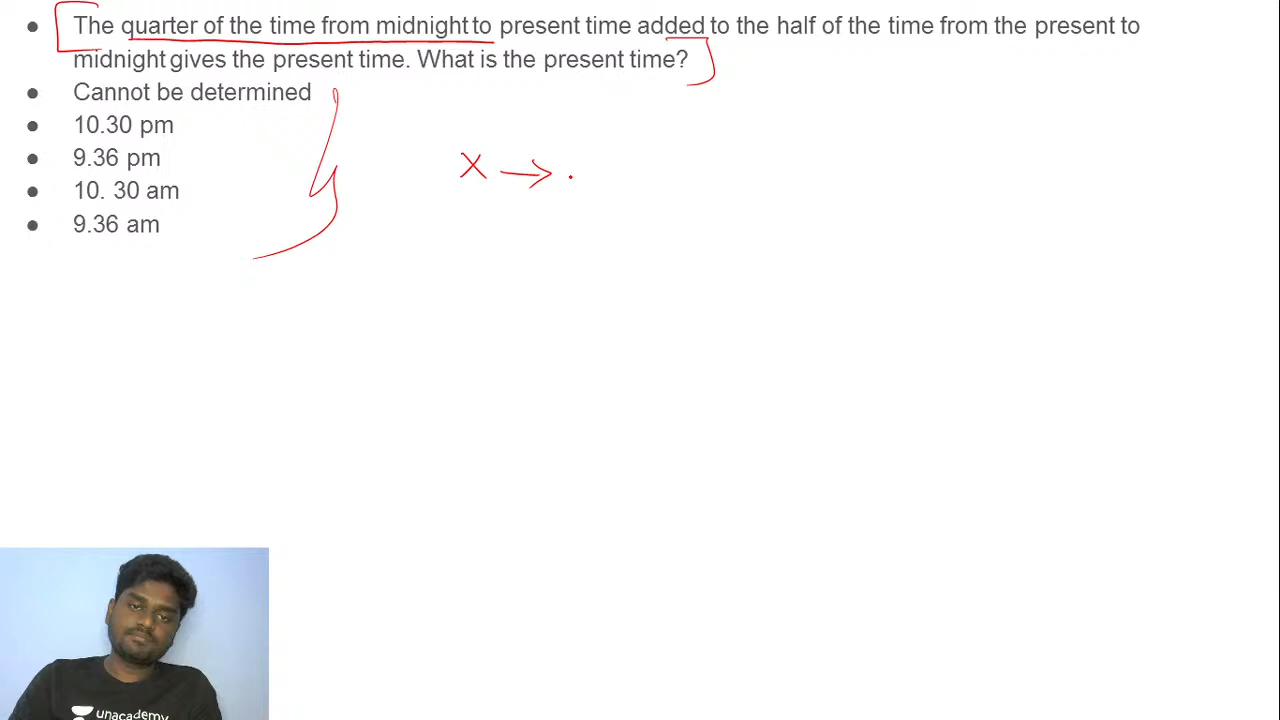 The quarter of the time from midnight to present time added to the half of the time from the present to
midnight gives the present time. What is the present time?
Cannot be determined
10.30 pm
9.36 pm
10. 30 am
9.36 am
X →
unacademy